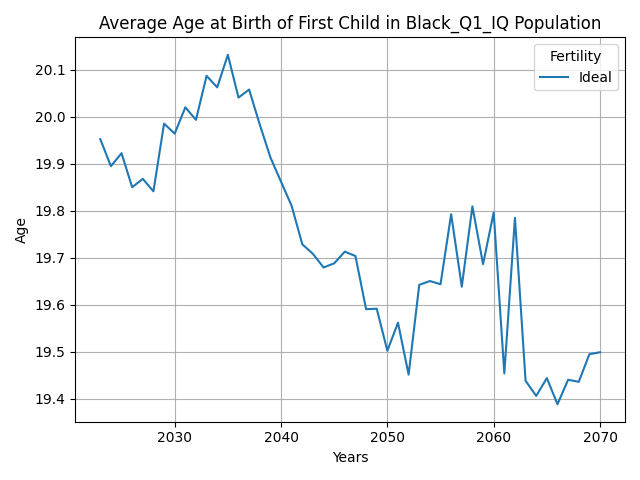 Average Age at Birth of First Child in Black_Q1_IQ Population
Fertility
Ideal
20.1
20.0
19.9
19.8
19.7
19.6
19.5
19.4
Age
2030 2040 2050 2060 2070
Years